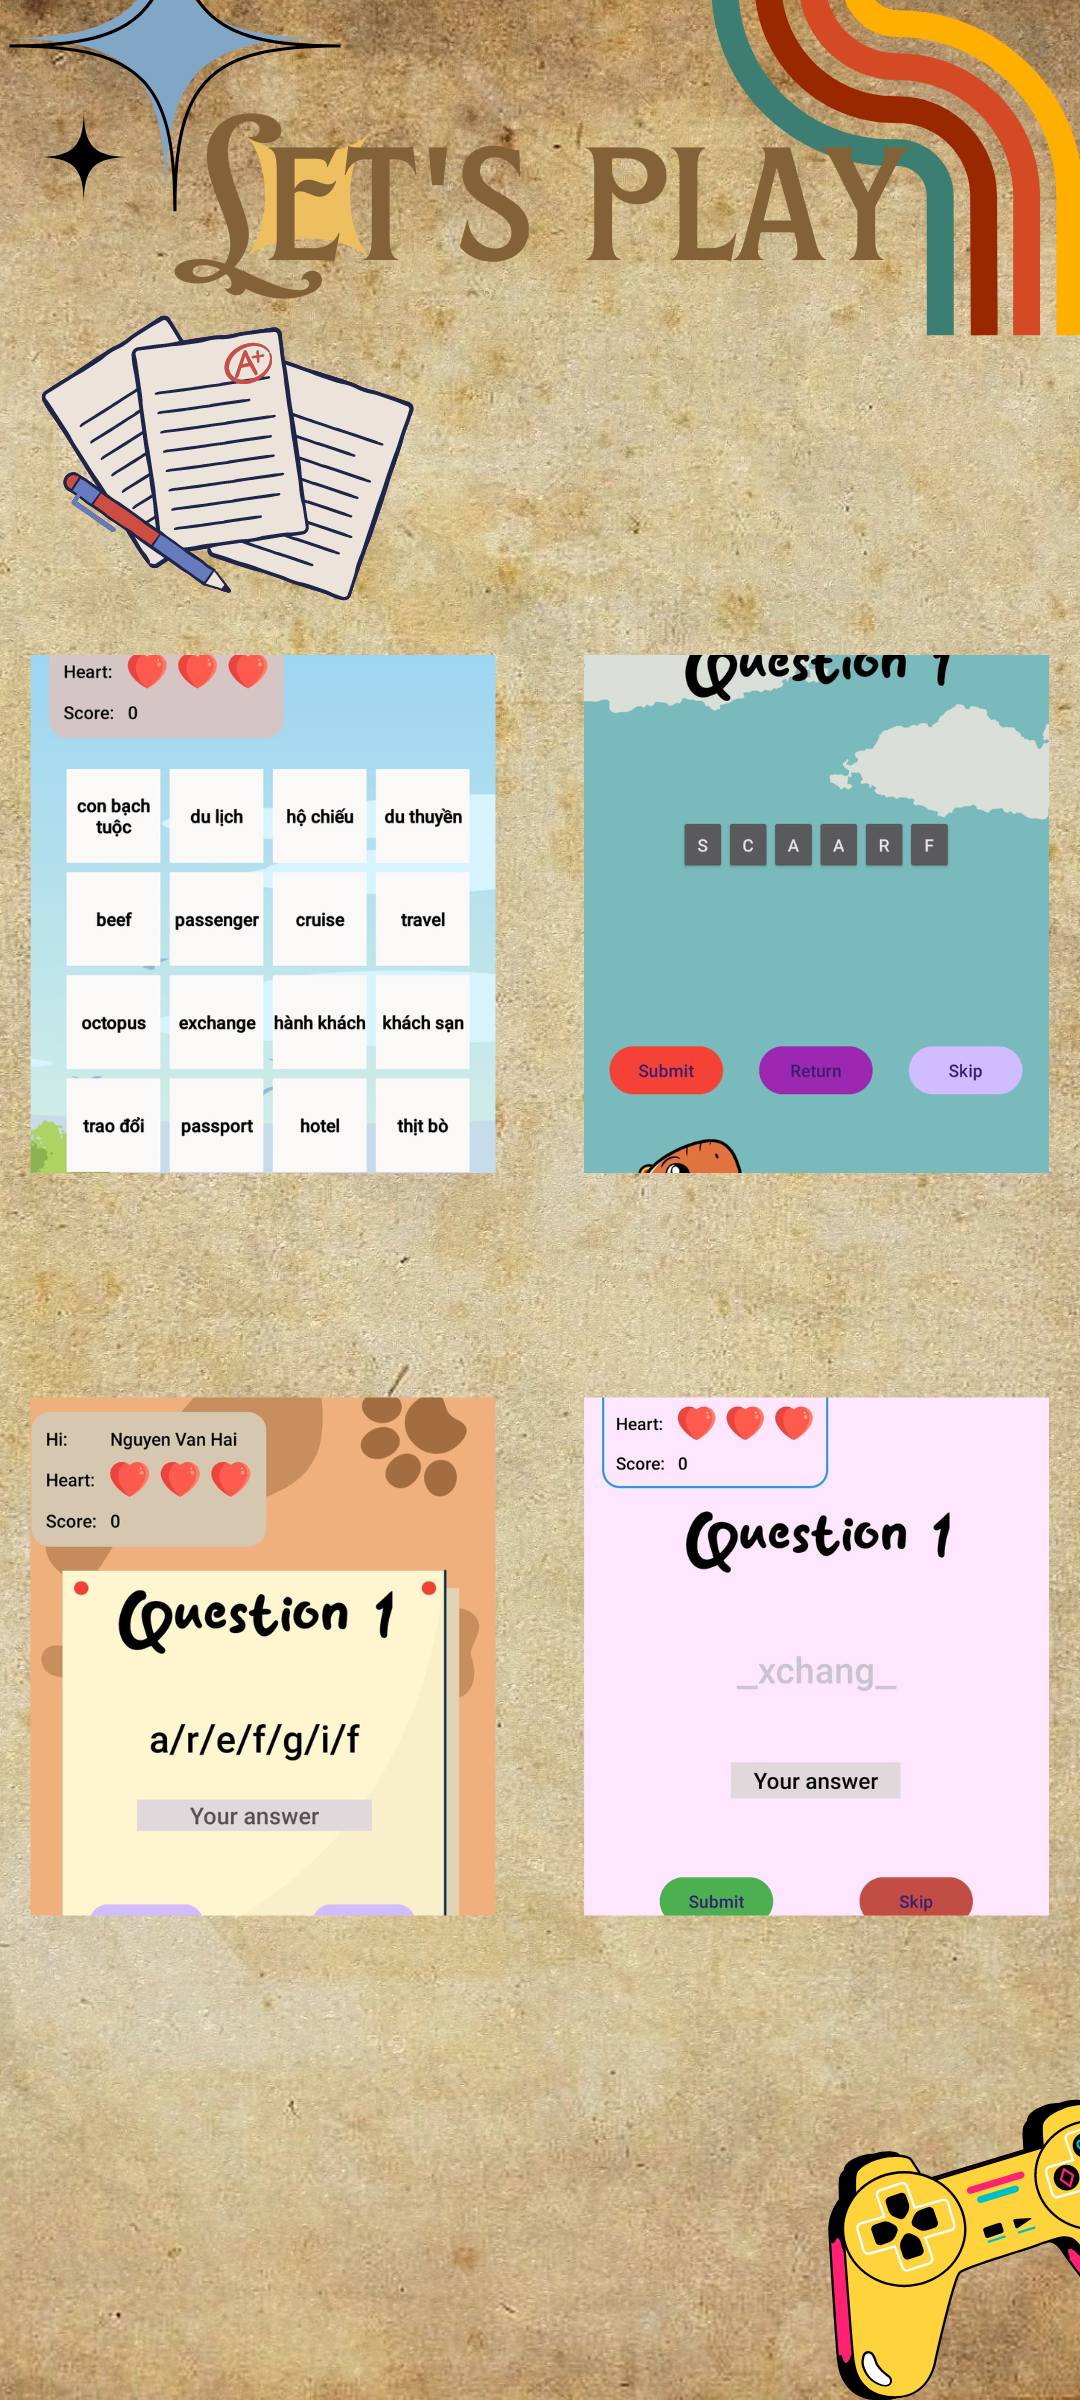 LET'S PLAY
A+
Heart:
Score: 0
con bạch tuộc
du lịch
hộ chiếu
du thuyền
beef
passenger
cruise
travel
octopus
exchange
hành khách
khách sạn
trao đổi
passport
hotel
thịt bò
Question 1
S C A A R F
Submit
Return
Skip
Hi: Nguyen Van Hai
Heart:
Score: 0
Question 1
a/r/e/f/g/i/f
Your answer
Heart:
Score: 0
Question 1
_xchang_
Your answer
Submit
Skip